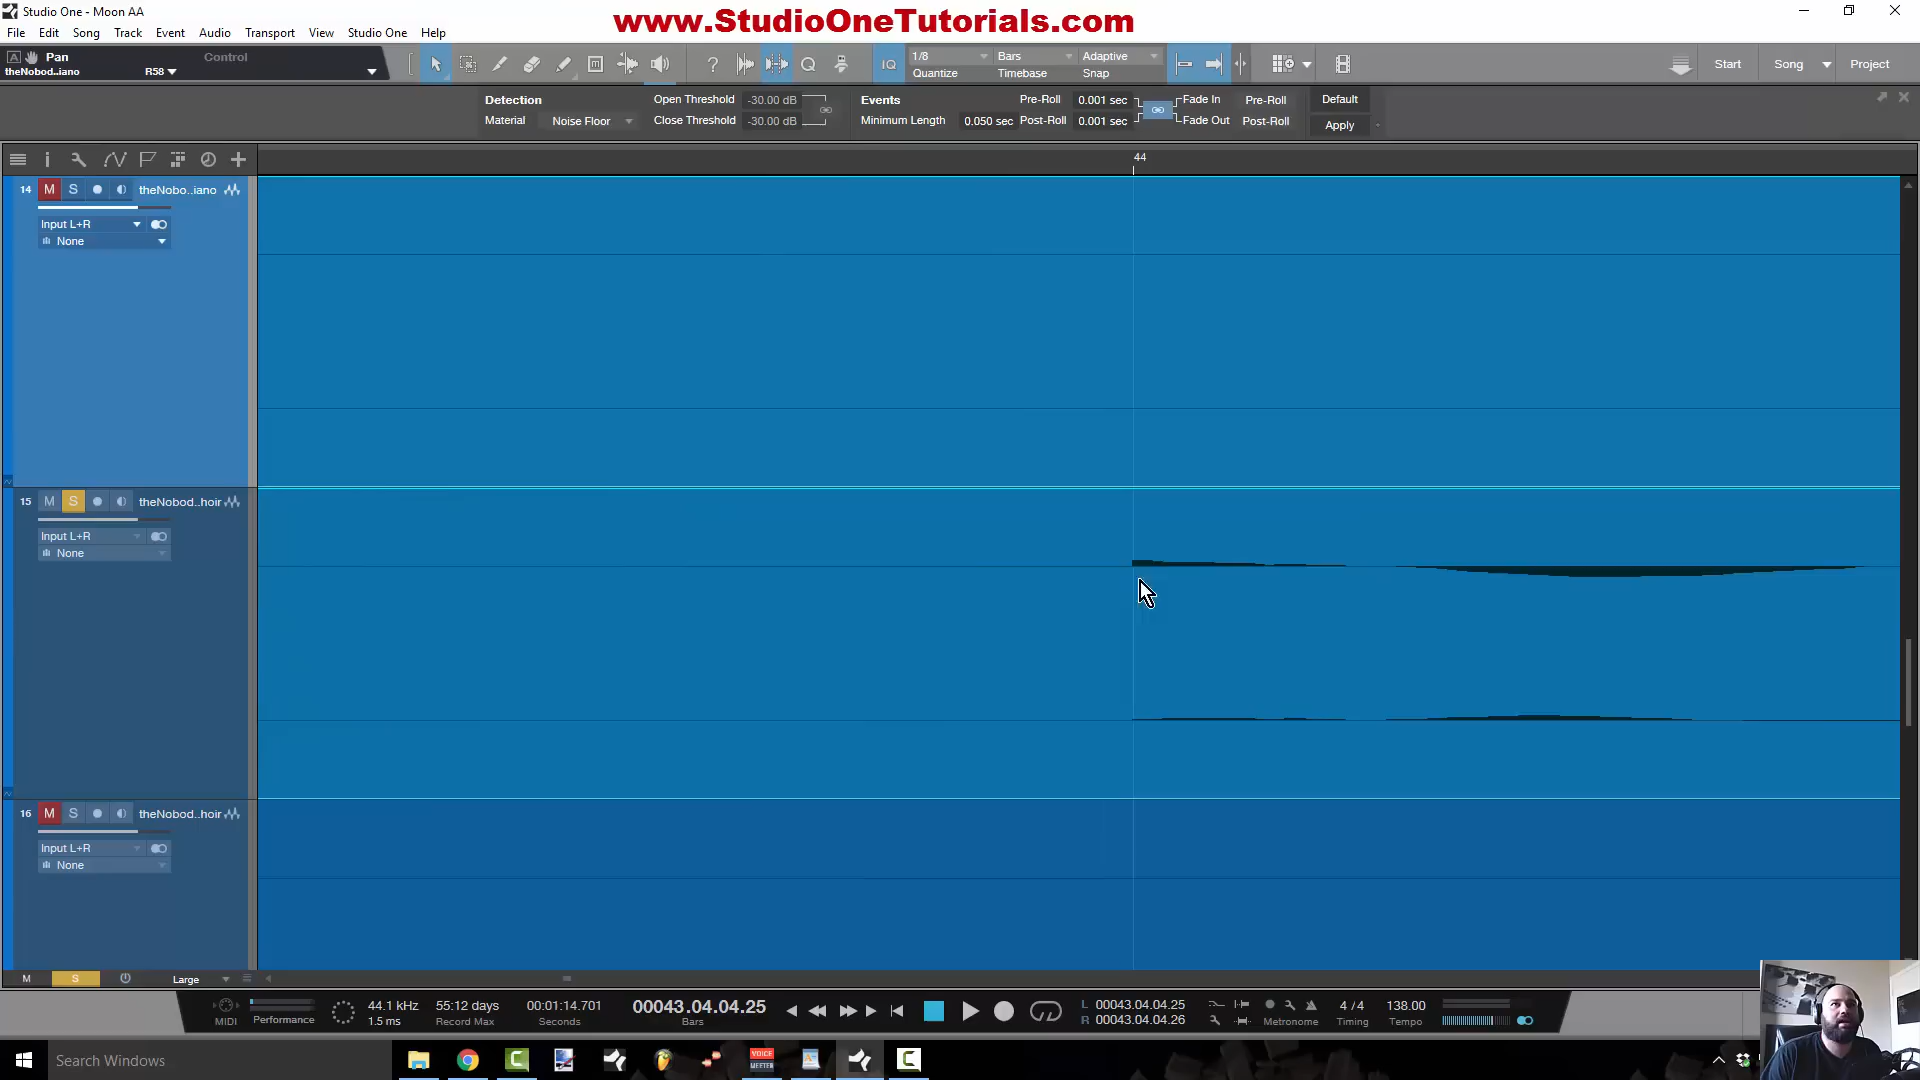 Studio One - Moon AA
www.StudioOneTutorials.com
File Edit Song Track Event Audio Transport View Studio One Help
A Pan Control
theNobod..iano R58
? Q IQ 1/8 Bars Adaptive Start Song Project
Quantize Timebase Snap
Detection Open Threshold -30.00 dB Events Pre-Roll 0.001 sec Fade In Pre-Roll Default
Material Noise Floor Close Threshold -30.00 dB Minimum Length 0.050 sec Post-Roll 0.001 sec Fade Out Post-Roll Apply
44
14 M S theNobo..iano
Input L+R
None
15 M S theNobod..hoir
Input L+R
None
16 M S theNobod..hoir
Input L+R
None
M S Large
MIDI Performance
44.1 kHz 55:12 days 00:01:14.701 00043.04.04.25 L 00043.04.04.25 4 / 4 138.00
1.5 ms Record Max Seconds Bars R 00043.04.04.26 Metronome Timing Tempo
Search Windows VOICE MEETER